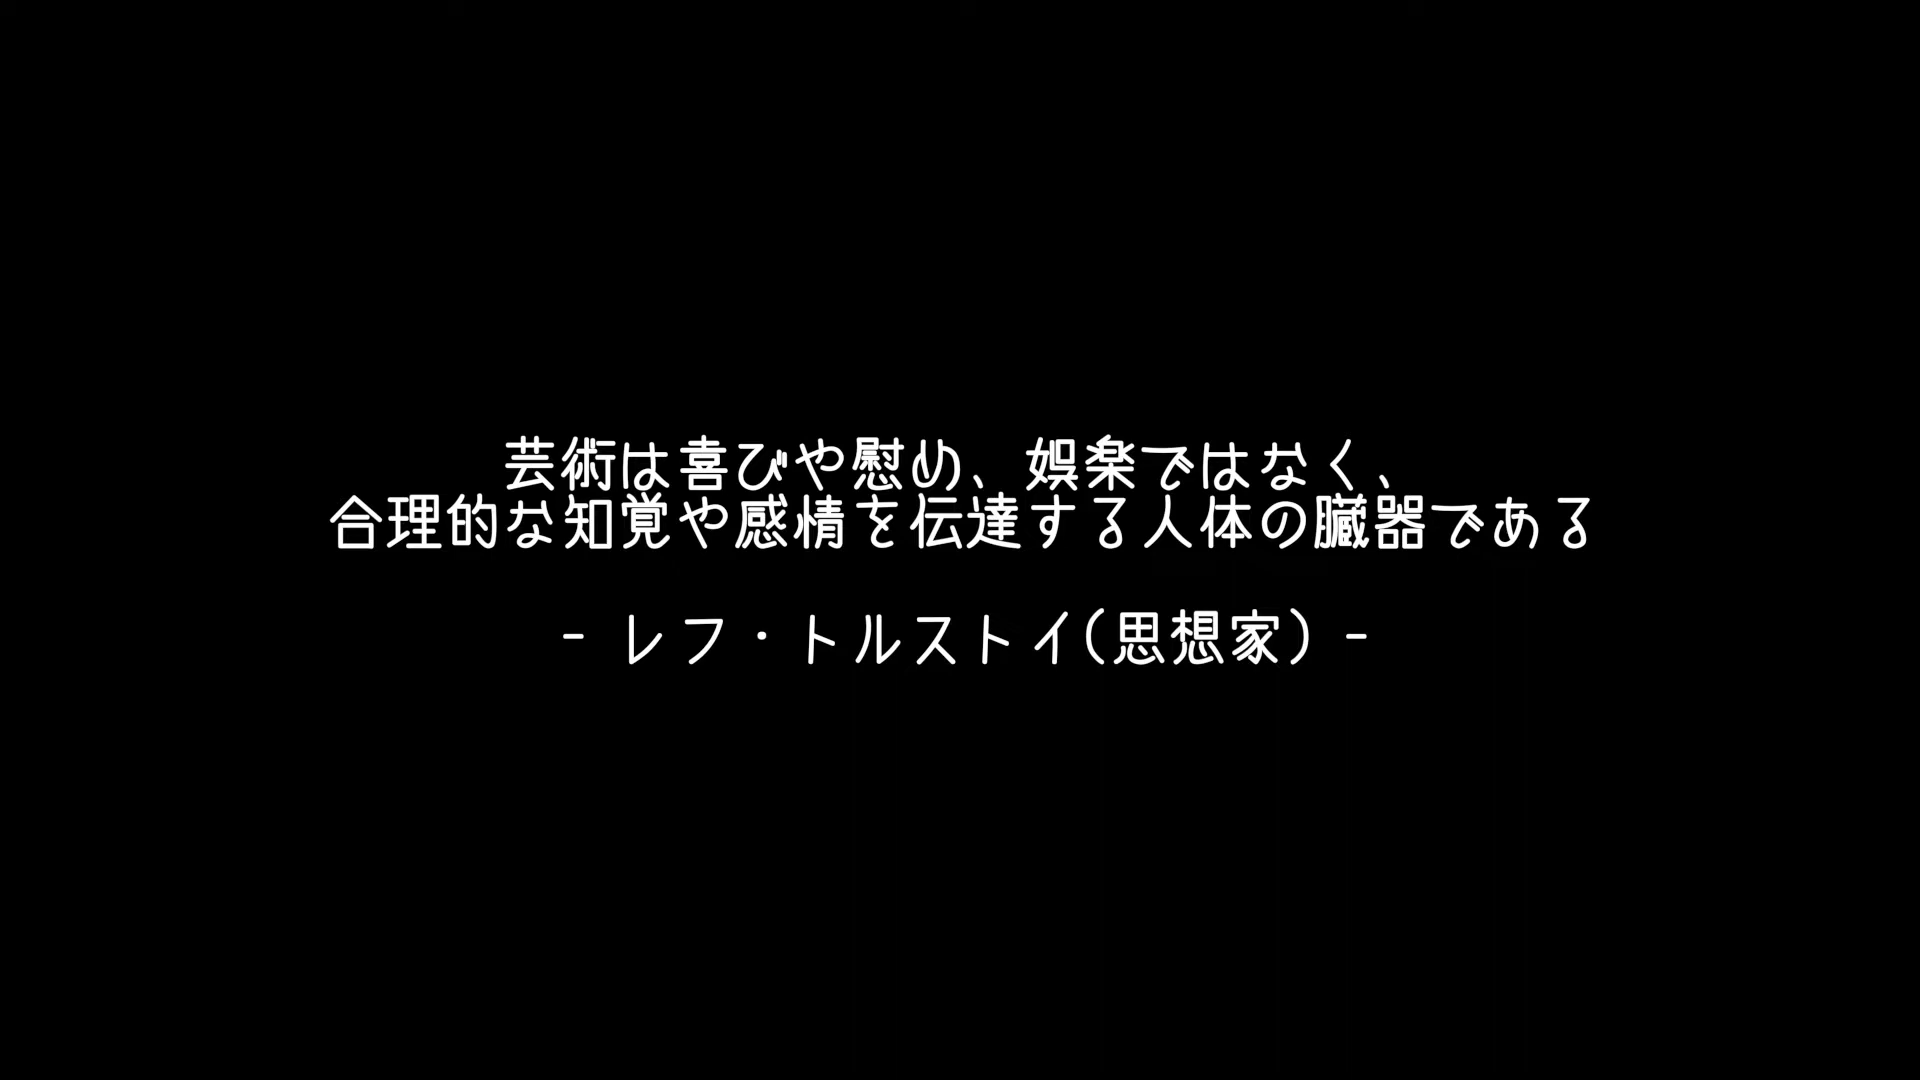 芸術は喜びや慰め、娯楽ではなく、
合理的な知覚や感情を伝達する人体の臓器である
- レフ・トルストイ(思想家) -